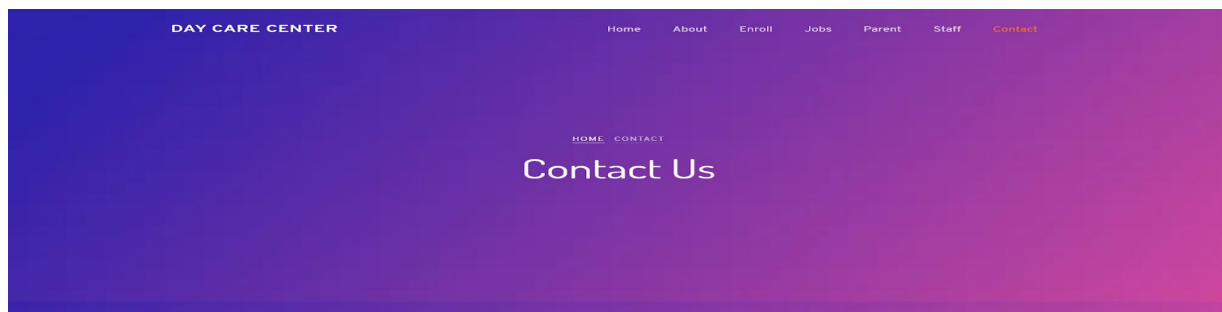 DAY CARE CENTER Home About Enroll Jobs Parent Staff Contact
HOME CONTACT
Contact Us